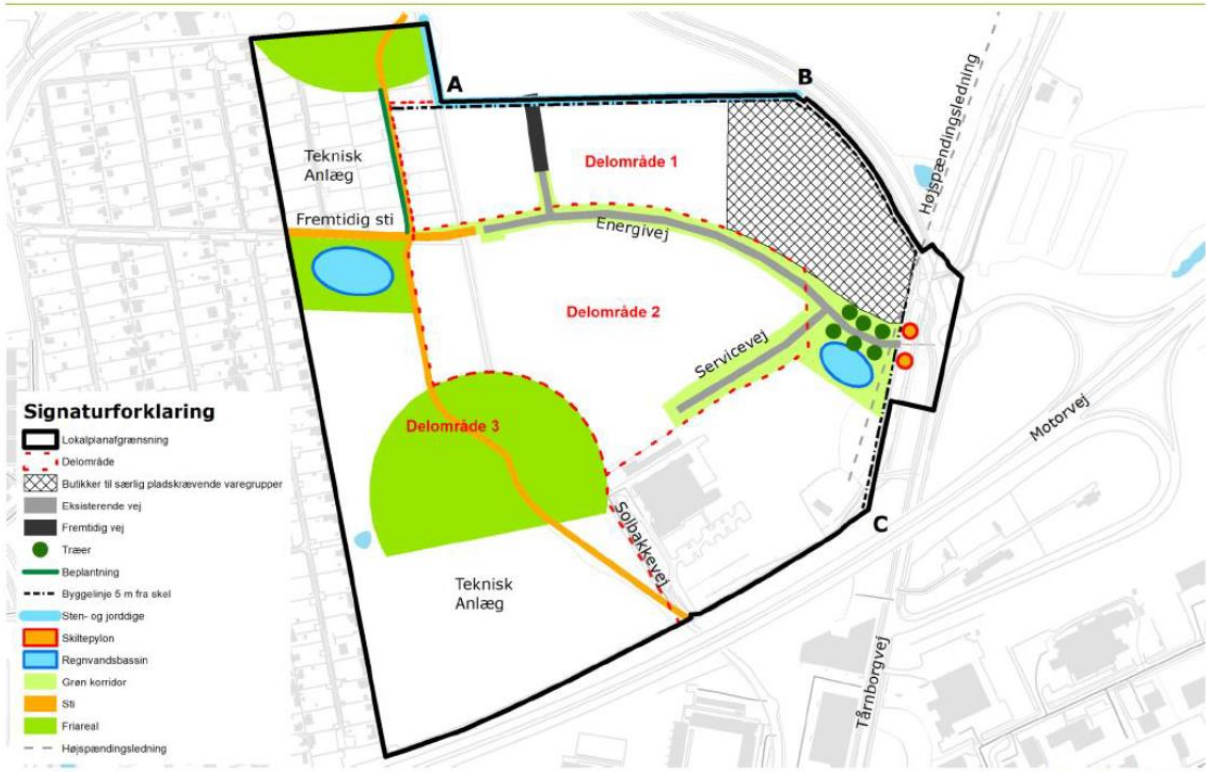 A
B
Højspændingsledning
Delområde 1
Teknisk
Anlæg
Fremtidig sti
Energivej
Delområde 2
Servicevej
Motorvej
Delområde 3
Solbakkevej
C
Teknisk
Anlæg
Tårnborgvej
Signaturforklaring
Lokalplanafgrænsning
Delområde
Butikker til særlig pladskrævende varegrupper
Eksisterende vej
Fremtidig vej
Træer
Beplantning
Byggelinje 5 m fra skel
Sten- og jorddige
Skiltepylon
Regnvandsbassin
Grøn korridor
Sti
Friareal
Højspændingsledning